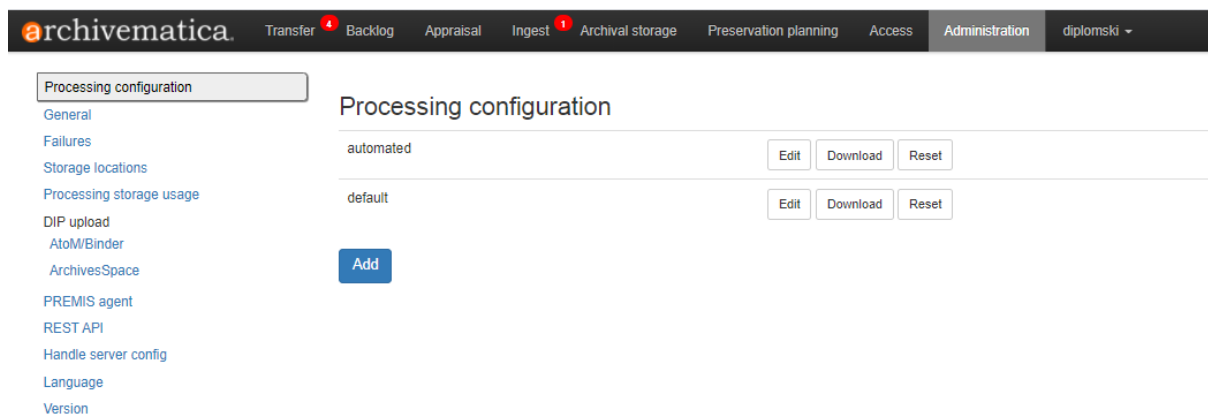 archivematica. Transfer 4 Backlog Appraisal Ingest 1 Archival storage Preservation planning Access Administration diplomski
Processing configuration
General
Failures
Storage locations
Processing storage usage
DIP upload
AtoM/Binder
ArchivesSpace
PREMIS agent
REST API
Handle server config
Language
Version
Processing configuration
automated Edit Download Reset
default Edit Download Reset
Add